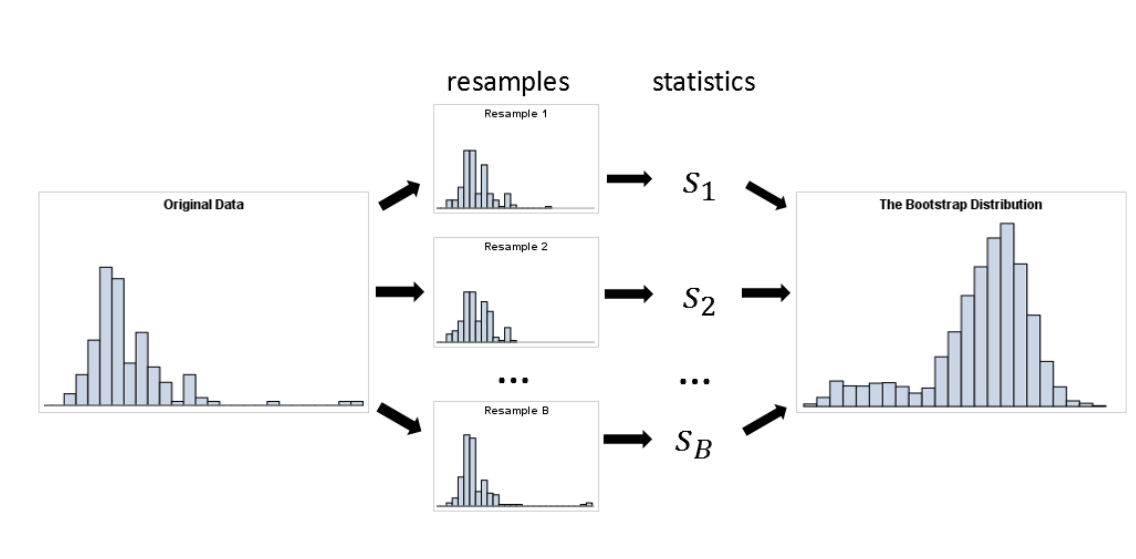 resamples
statistics
Original Data
Resample 1
Resample 2
...
Resample B
S1
S2
...
SB
The Bootstrap Distribution